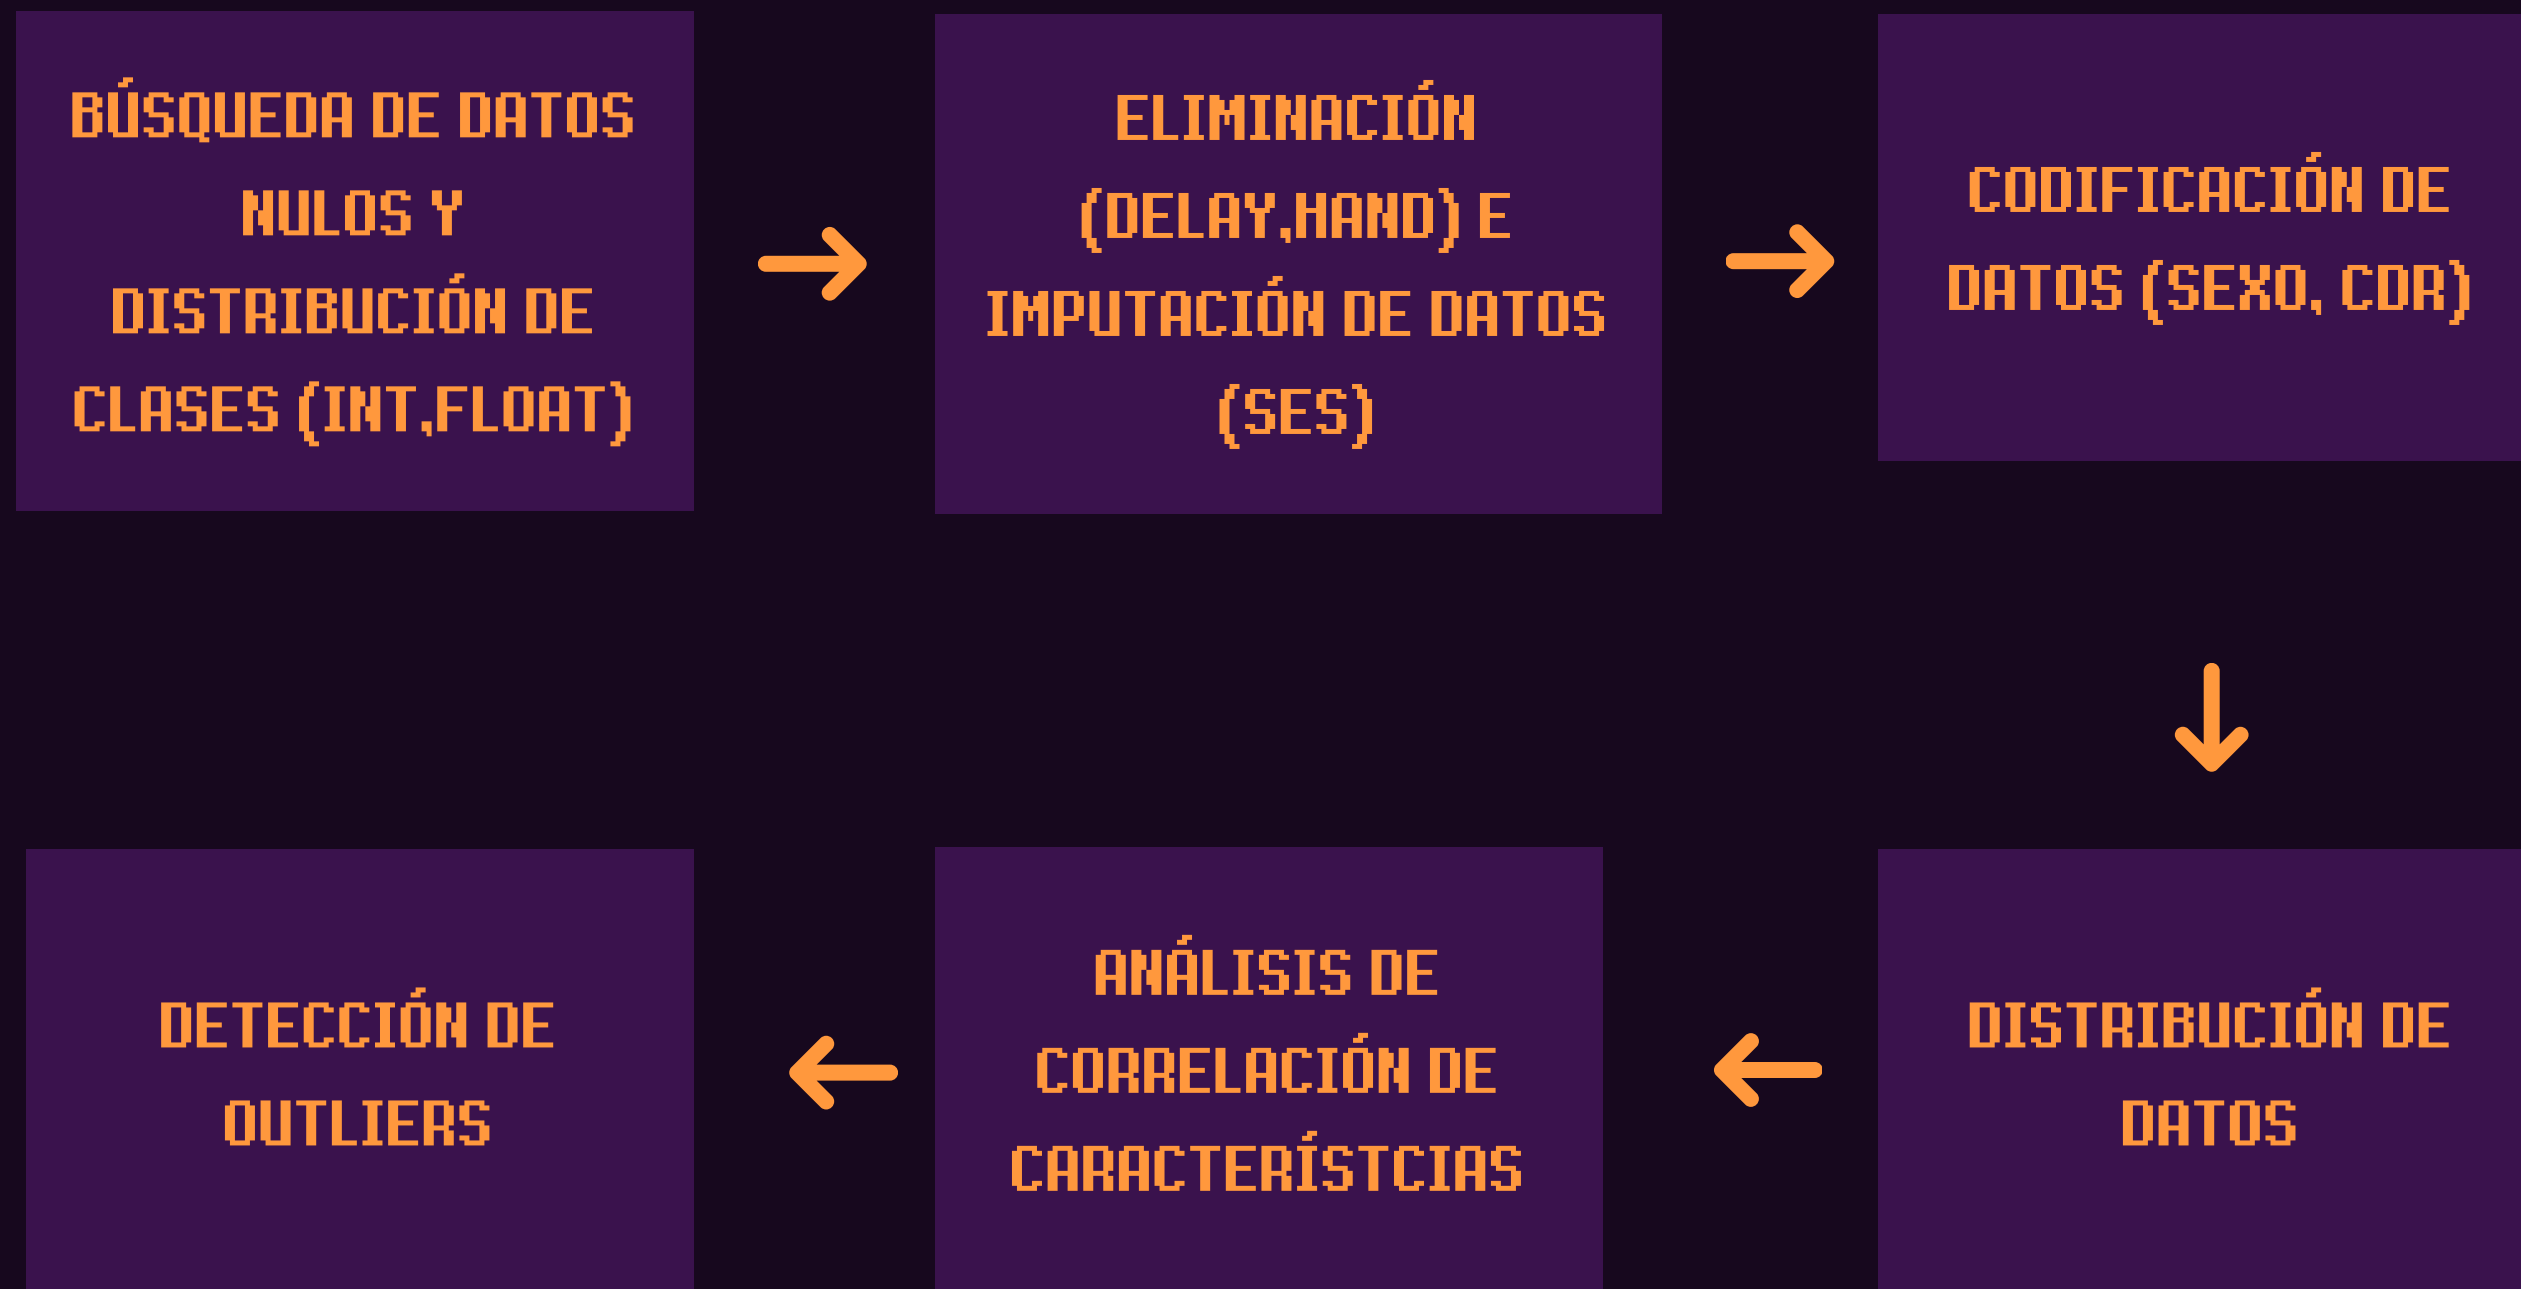 BÚSQUEDA DE DATOS
NULOS Y
DISTRIBUCIÓN DE
CLASES (INT,FLOAT)
ELIMINACIÓN
(DELAY,HAND) E
IMPUTACIÓN DE DATOS
(SES)
CODIFICACIÓN DE
DATOS (SEXO, CDR)
DISTRIBUCIÓN DE
DATOS
ANÁLISIS DE
CORRELACIÓN DE
CARACTERÍSTCIAS
DETECCIÓN DE
OUTLIERS